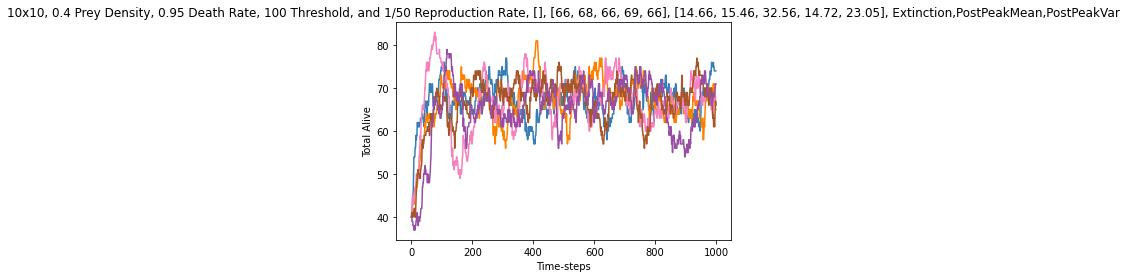 10x10, 0.4 Prey Density, 0.95 Death Rate, 100 Threshold, and 1/50 Reproduction Rate, [], [66, 68, 66, 69, 66], [14.66, 15.46, 32.56, 14.72, 23.05], Extinction,PostPeakMean,PostPeakVar
80
70
60
50
40
Total Alive
0 200 400 600 800 1000
Time-steps